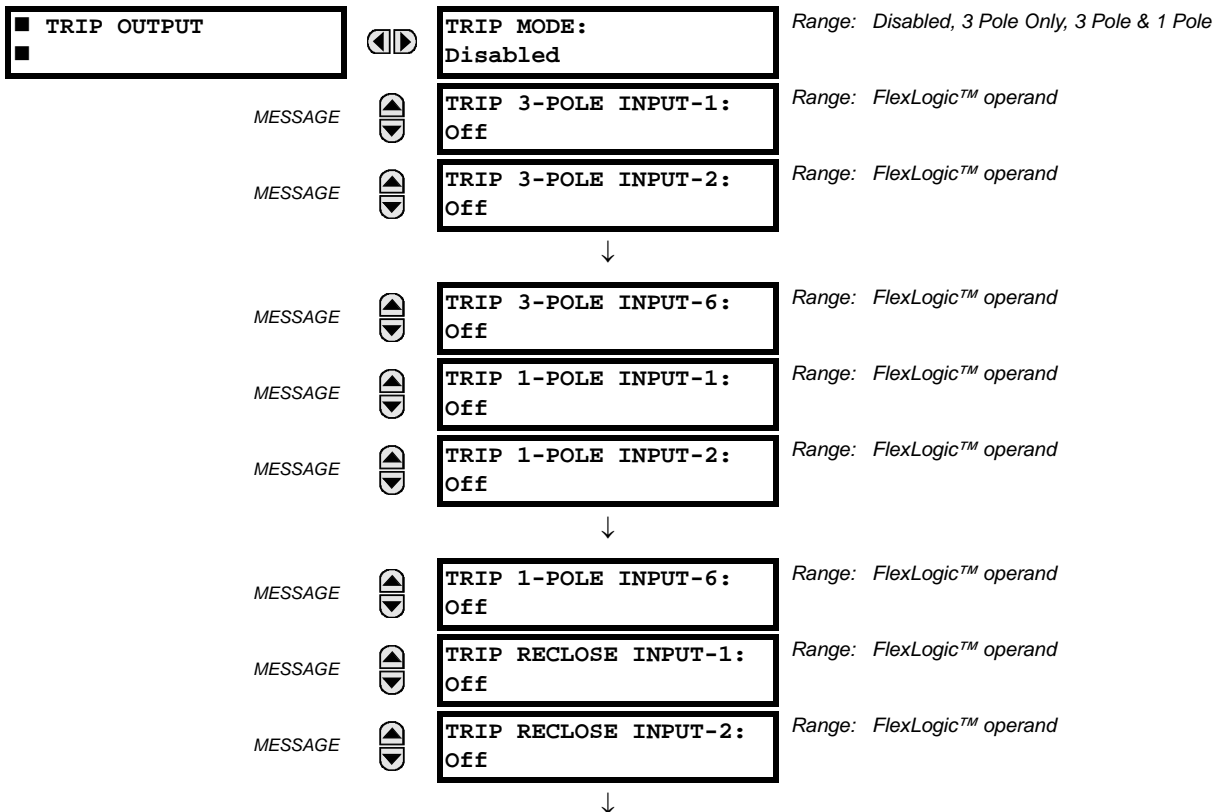 ■ TRIP OUTPUT
■
TRIP MODE:
Disabled
Range: Disabled, 3 Pole Only, 3 Pole & 1 Pole
MESSAGE
TRIP 3-POLE INPUT-1:
Off
Range: FlexLogic™ operand
MESSAGE
TRIP 3-POLE INPUT-2:
Off
Range: FlexLogic™ operand
↓
MESSAGE
TRIP 3-POLE INPUT-6:
Off
Range: FlexLogic™ operand
MESSAGE
TRIP 1-POLE INPUT-1:
Off
Range: FlexLogic™ operand
MESSAGE
TRIP 1-POLE INPUT-2:
Off
Range: FlexLogic™ operand
↓
MESSAGE
TRIP 1-POLE INPUT-6:
Off
Range: FlexLogic™ operand
MESSAGE
TRIP RECLOSE INPUT-1:
Off
Range: FlexLogic™ operand
MESSAGE
TRIP RECLOSE INPUT-2:
Off
Range: FlexLogic™ operand
↓